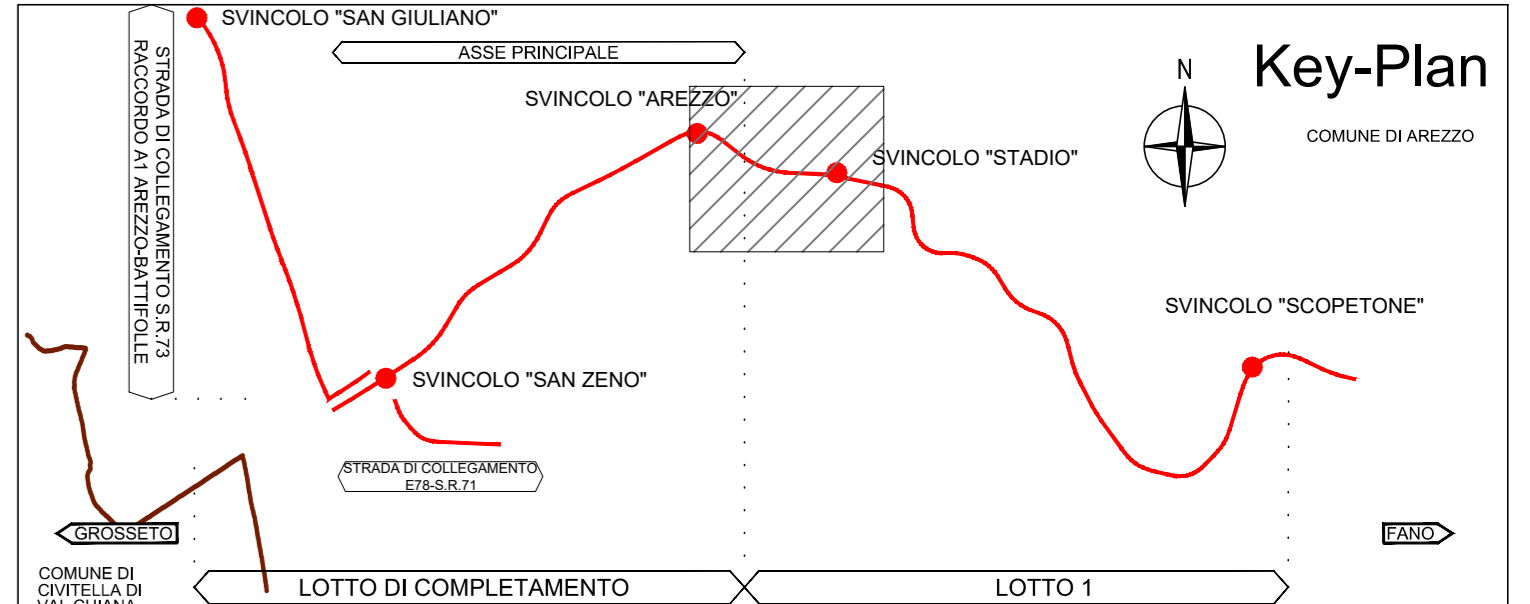 SVINCOLO "SAN GIULIANO"
STRADA DI COLLEGAMENTO S.R.73
RACCORDO A1 AREZZO-BATTIFOLLE
ASSE PRINCIPALE
Key-Plan
N
SVINCOLO "AREZZO"
COMUNE DI AREZZO
SVINCOLO "STADIO"
SVINCOLO "SCOPETONE"
SVINCOLO "SAN ZENO"
STRADA DI COLLEGAMENTO
E78-S.R.71
GROSSETO
FANO
COMUNE DI
CIVITELLA DI
VAL CHIANA
LOTTO DI COMPLETAMENTO
LOTTO 1